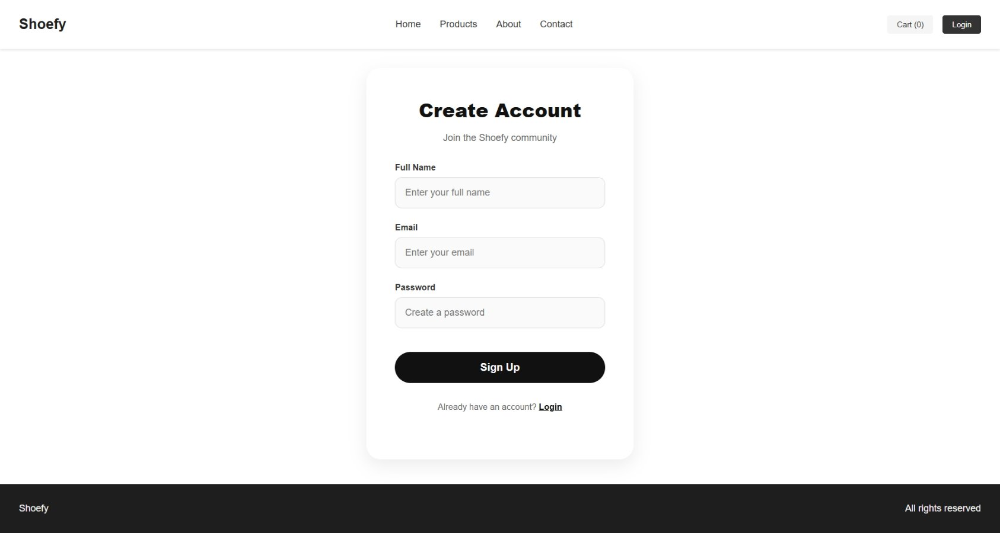 Shoefy
Home Products About Contact
Cart (0) Login
Create Account
Join the Shoefy community
Full Name
Enter your full name
Email
Enter your email
Password
Create a password
Sign Up
Already have an account? Login
Shoefy
All rights reserved